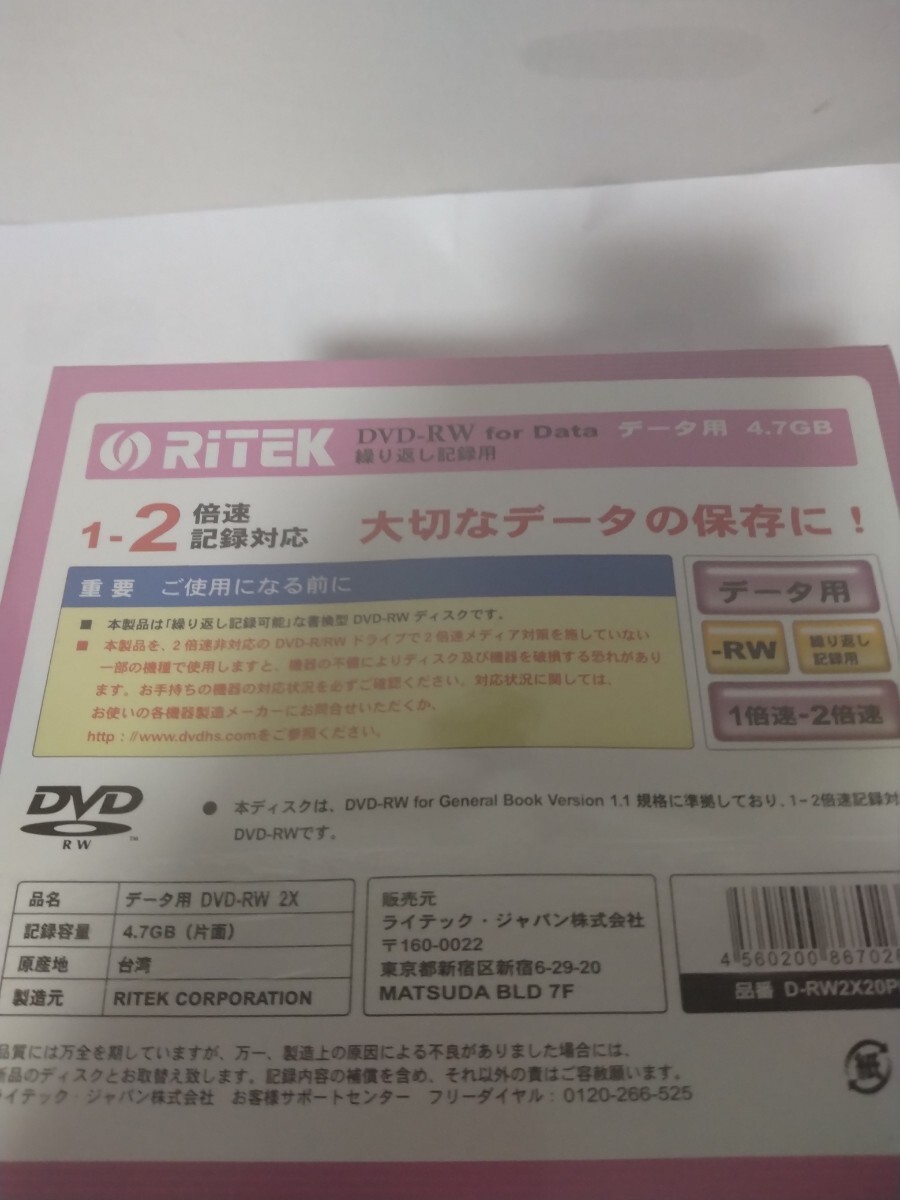 RiTEK DVD-RW for Data データ用 4.7GB
繰り返し記録用
1-2 倍速記録対応 大切なデータの保存に!
重要 ご使用になる前に
■ 本製品は「繰り返し記録可能」な書換型 DVD-RW ディスクです。
■ 本製品を、2倍速非対応の DVD-R/RW ドライブで2倍速メディア対策を施していない
一部の機種で使用しますと、機器の不備によりディスク及び機器を破損する恐れがあり
ます。お手持ちの機器の対応状況を必ずご確認ください、対応状況に関しては、
お使いの各機器製造メーカーにお問合せいただくか、
http://www.dvdhs.comをご参照ください。
データ用
-RW 繰り返し記録用
1倍速-2倍速
DVD
RW
TM
● 本ディスクは、DVD-RW for General Book Version 1.1 規格に準拠しており、1-2倍速記録対
DVD-RWです。
品名 データ用 DVD-RW 2X
記録容量 4.7GB(片面)
原産地 台湾
製造元 RITEK CORPORATION
販売元
ライテック・ジャパン株式会社
〒160-0022
東京都新宿区新宿6-29-20
MATSUDA BLD 7F
4 560200 86702
品番 D-RW2X20P
品質には万全を期していますが、万一、製造上の原因による不良がありました場合には、
新品のディスクとお取替え致します。記録内容の補償を含め、それ以外の責はご容赦願います。
ライテック・ジャパン株式会社 お客様サポートセンター フリーダイヤル:0120-266-525
紙